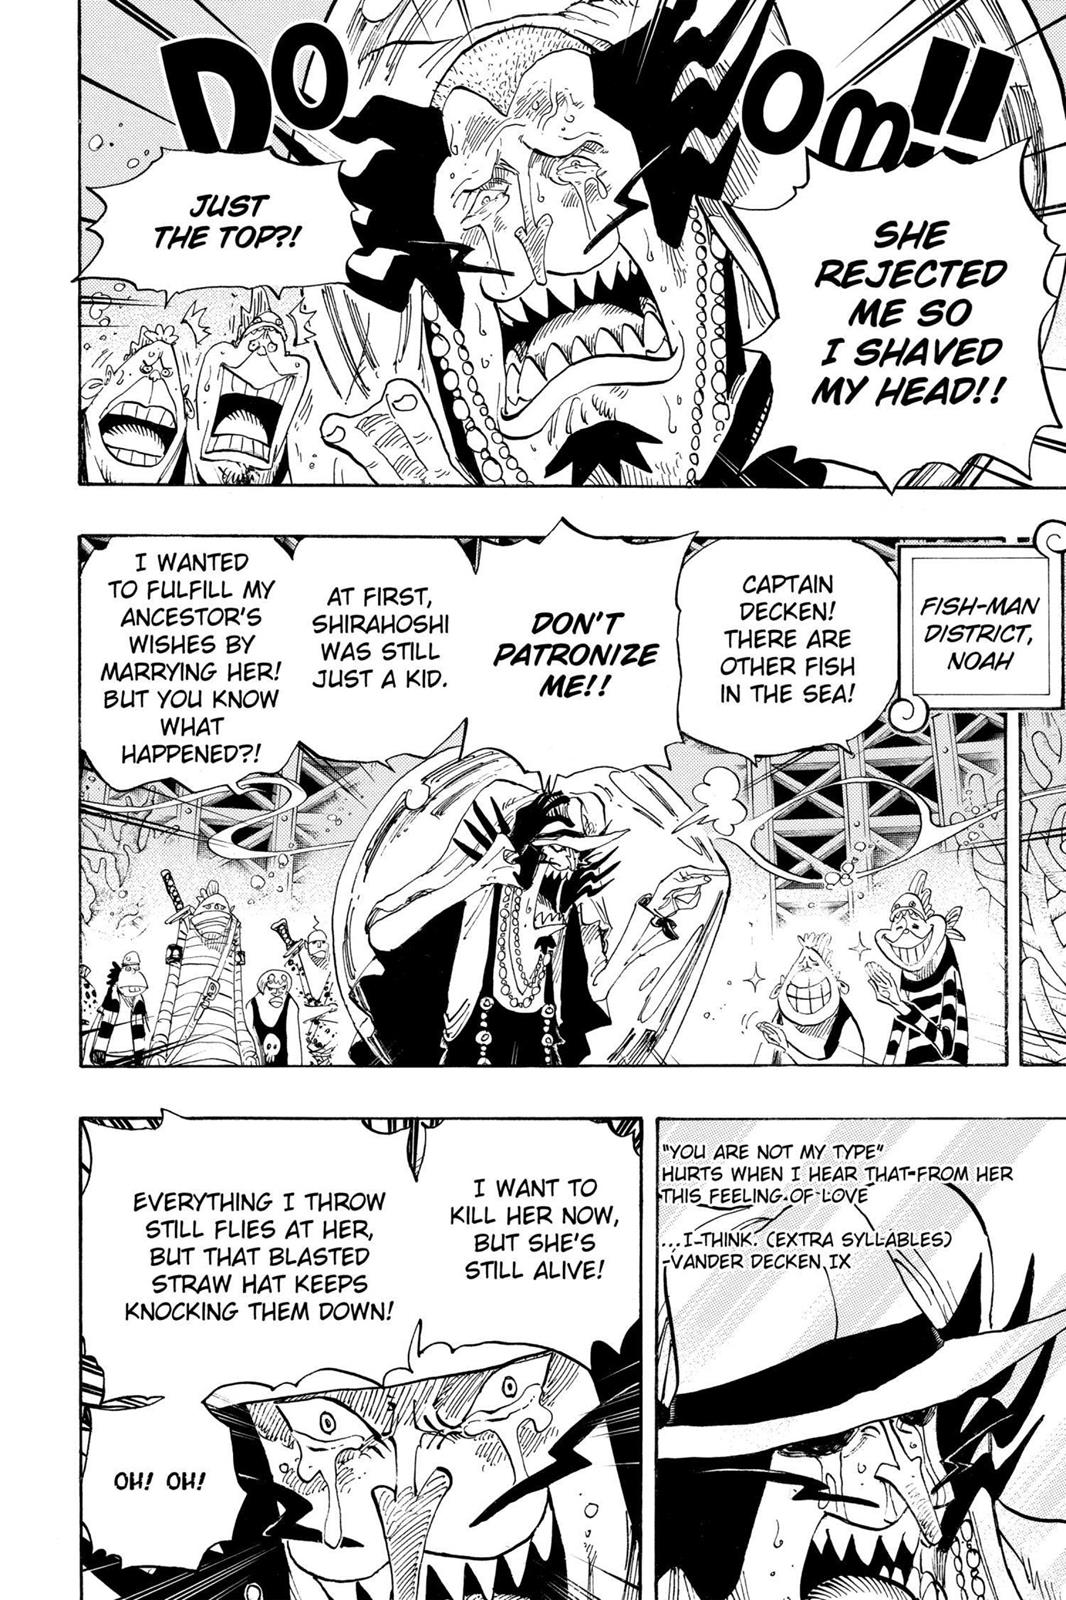 DOOM!!
SHE
REJECTED
ME SO
I SHAVED
MY HEAD!!
JUST
THE TOP?!
FISH-MAN
DISTRICT,
NOAH
CAPTAIN
DECKEN!
THERE ARE
OTHER FISH
IN THE SEA!
DON'T
PATRONIZE
ME!!
AT FIRST,
SHIRAHOSHI
WAS STILL
JUST A KID.
I WANTED
TO FULFILL MY
ANCESTOR'S
WISHES BY
MARRYING HER!
BUT YOU KNOW
WHAT
HAPPENED?!
"YOU ARE NOT MY TYPE"
HURTS WHEN I HEAR THAT FROM HER
THIS FEELING OF LOVE
...I THINK. (EXTRA SYLLABLES)
-VANDER DECKEN IX
I WANT TO
KILL HER NOW,
BUT SHE'S
STILL ALIVE!
EVERYTHING I THROW
STILL FLIES AT HER,
BUT THAT BLASTED
STRAW HAT KEEPS
KNOCKING THEM DOWN!
OH! OH!